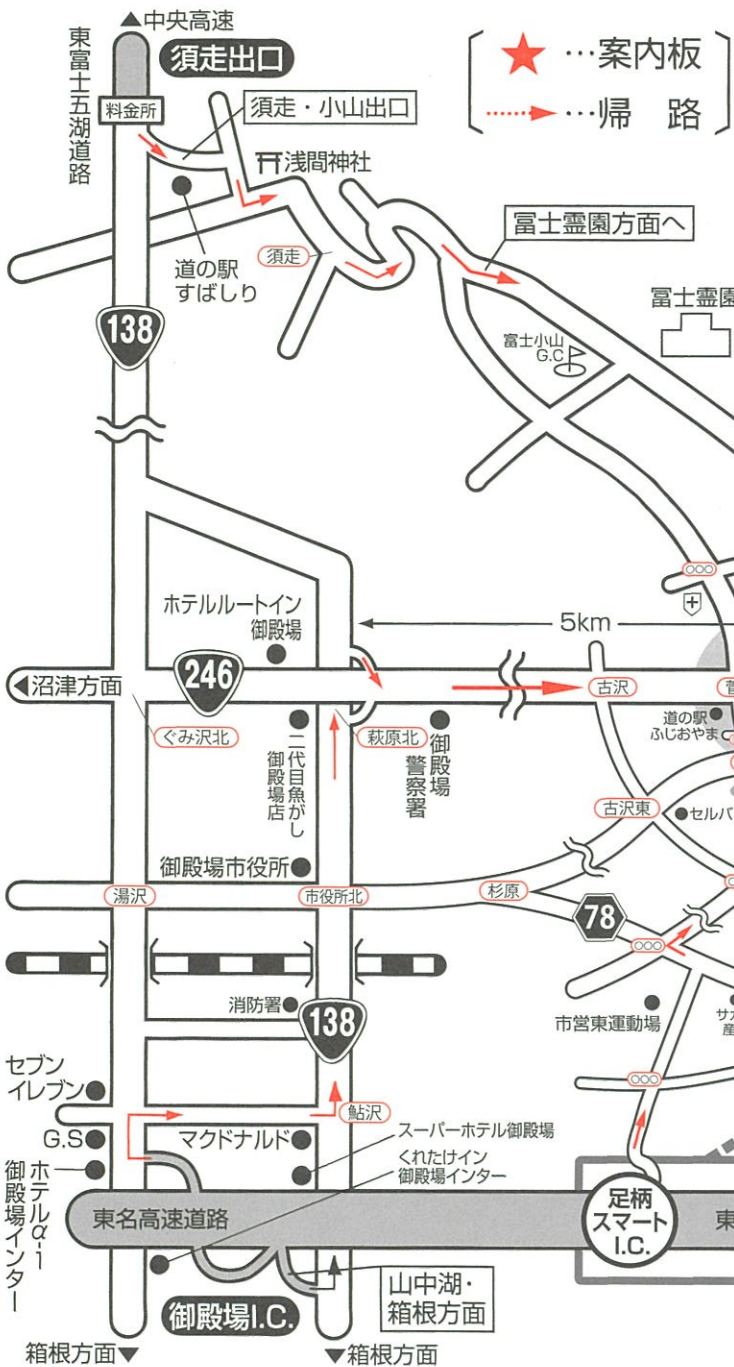 ▲中央高速
須走出口
東富士五湖道路
料金所
須走・小山出口
★…案内板
…帰 路
浅間神社
道の駅
すばしり
須走
富士霊園方面へ
富士霊園
富士小山
G.C
138
ホテルルートイン
御殿場
5km
◀沼津方面
246
古沢
ぐみ沢北
二代目魚がし
御殿場店
萩原北
御殿場
警察署
道の駅
ふじおやま
古沢東
セルバ
御殿場市役所
湯沢
市役所北
杉原
78
消防署
138
市営東運動場
セブン
イレブン
G.S
マクドナルド
鮎沢
スーパーホテル御殿場
くれたけイン
御殿場インター
ホテルα-1
御殿場インター
東名高速道路
足柄
スマート
I.C.
東
御殿場I.C.
山中湖・
箱根方面
箱根方面▼
▼箱根方面